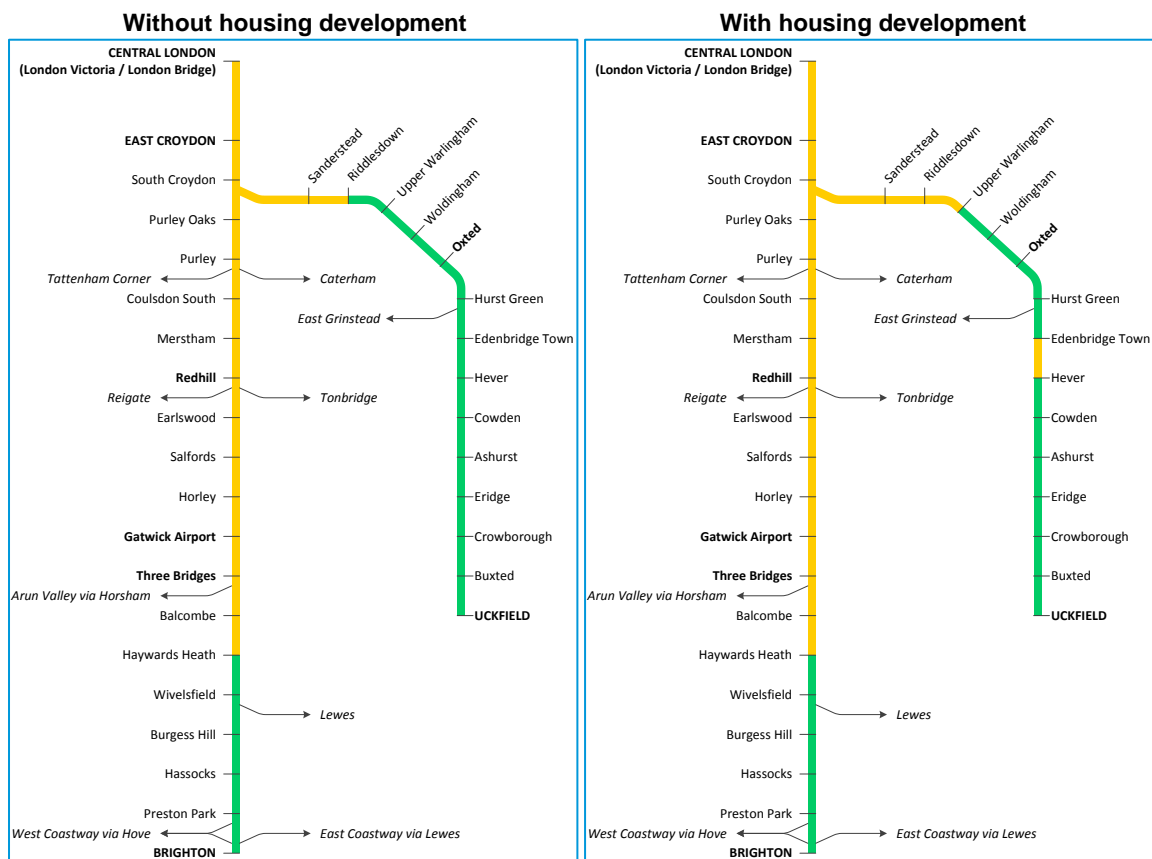 Without housing development
CENTRAL LONDON
(London Victoria / London Bridge)
EAST CROYDON
South Croydon
Sanderstead
Riddlesdown
Upper Warlingham
Woldingham
Oxted
Purley Oaks
Purley
Tattenham Corner
Caterham
Coulsdon South
Hurst Green
East Grinstead
Merstham
Edenbridge Town
Redhill
Hever
Reigate
Tonbridge
Earlswood
Cowden
Salfords
Ashurst
Horley
Eridge
Gatwick Airport
Crowborough
Three Bridges
Buxted
Arun Valley via Horsham
Balcombe
UCKFIELD
Haywards Heath
Wivelsfield
Lewes
Burgess Hill
Hassocks
Preston Park
West Coastway via Hove
East Coastway via Lewes
BRIGHTON
With housing development
CENTRAL LONDON
(London Victoria / London Bridge)
EAST CROYDON
South Croydon
Sanderstead
Riddlesdown
Upper Warlingham
Woldingham
Oxted
Purley Oaks
Purley
Tattenham Corner
Caterham
Coulsdon South
Hurst Green
East Grinstead
Merstham
Edenbridge Town
Redhill
Hever
Reigate
Tonbridge
Earlswood
Cowden
Salfords
Ashurst
Horley
Eridge
Gatwick Airport
Crowborough
Three Bridges
Buxted
Arun Valley via Horsham
Balcombe
UCKFIELD
Haywards Heath
Wivelsfield
Lewes
Burgess Hill
Hassocks
Preston Park
West Coastway via Hove
East Coastway via Lewes
BRIGHTON